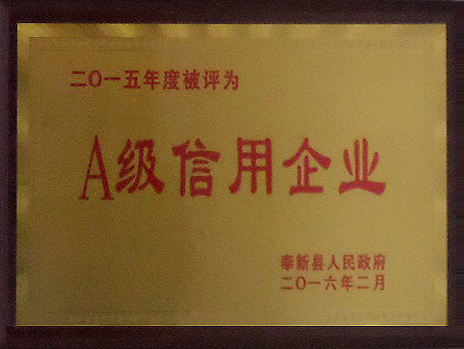 二〇一五年度被评为
A级信用企业
奉新县人民政府
二〇一六年二月